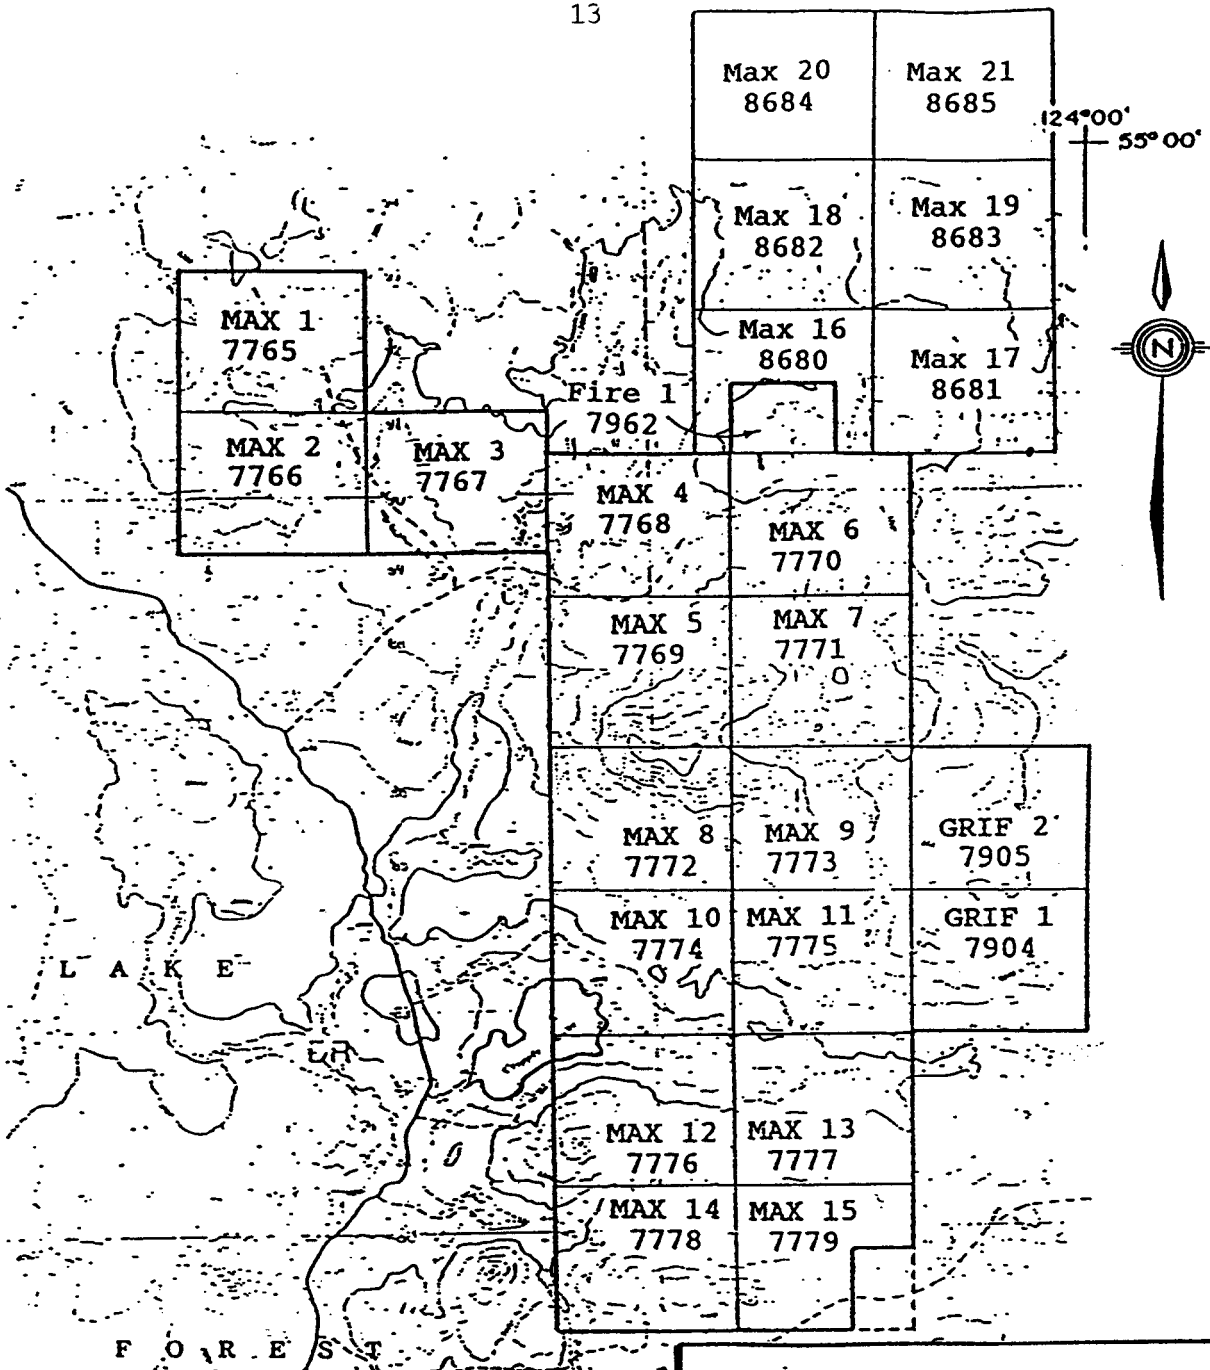 13
Max 20
8684
Max 21
8685
124°00'
55°00'
Max 18
8682
Max 19
8683
MAX 1
7765
Max 16
8680
Max 17
8681
Fire 1
7962
MAX 2
7766
MAX 3
7767
MAX 4
7768
MAX 6
7770
MAX 5
7769
MAX 7
7771
MAX 8
7772
MAX 9
7773
GRIF 2
7905
MAX 10
7774
MAX 11
7775
GRIF 1
7904
LAKE
MAX 12
7776
MAX 13
7777
MAX 14
7778
MAX 15
7779
FOREST
N